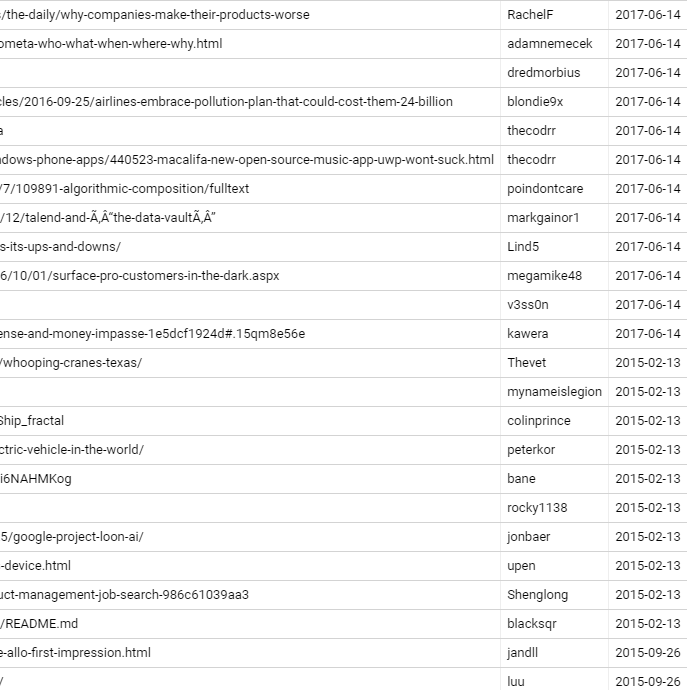 s/the-daily/why-companies-make-their-products-worse RachelF 2017-06-14
ometa-who-what-when-where-why.html adamnemecek 2017-06-14
dredmorbius 2017-06-14
cles/2016-09-25/airlines-embrace-pollution-plan-that-could-cost-them-24-billion blondie9x 2017-06-14
a thecodrr 2017-06-14
ndows-phone-apps/440523-macalifa-new-open-source-music-app-uwp-wont-suck.html thecodrr 2017-06-14
/7/109891-algorithmic-composition/fulltext poindontcare 2017-06-14
/12/talend-and-Ã‚Â“the-data-vaultÃ‚Â” markgainor1 2017-06-14
s-its-ups-and-downs/ Lind5 2017-06-14
6/10/01/surface-pro-customers-in-the-dark.aspx megamike48 2017-06-14
v3ss0n 2017-06-14
ense-and-money-impasse-1e5dcf1924d#.15qm8e56e kawera 2017-06-14
/whooping-cranes-texas/ Thevet 2015-02-13
mynameislegion 2015-02-13
Ship_fractal colinprince 2015-02-13
ctric-vehicle-in-the-world/ peterkor 2015-02-13
i6NAHMKog bane 2015-02-13
rocky1138 2015-02-13
5/google-project-loon-ai/ jonbaer 2015-02-13
-device.html upen 2015-02-13
uct-management-job-search-986c61039aa3 Shenglong 2015-02-13
/README.md blacksqr 2015-02-13
e-allo-first-impression.html jandll 2015-09-26
/ luu 2015-09-26